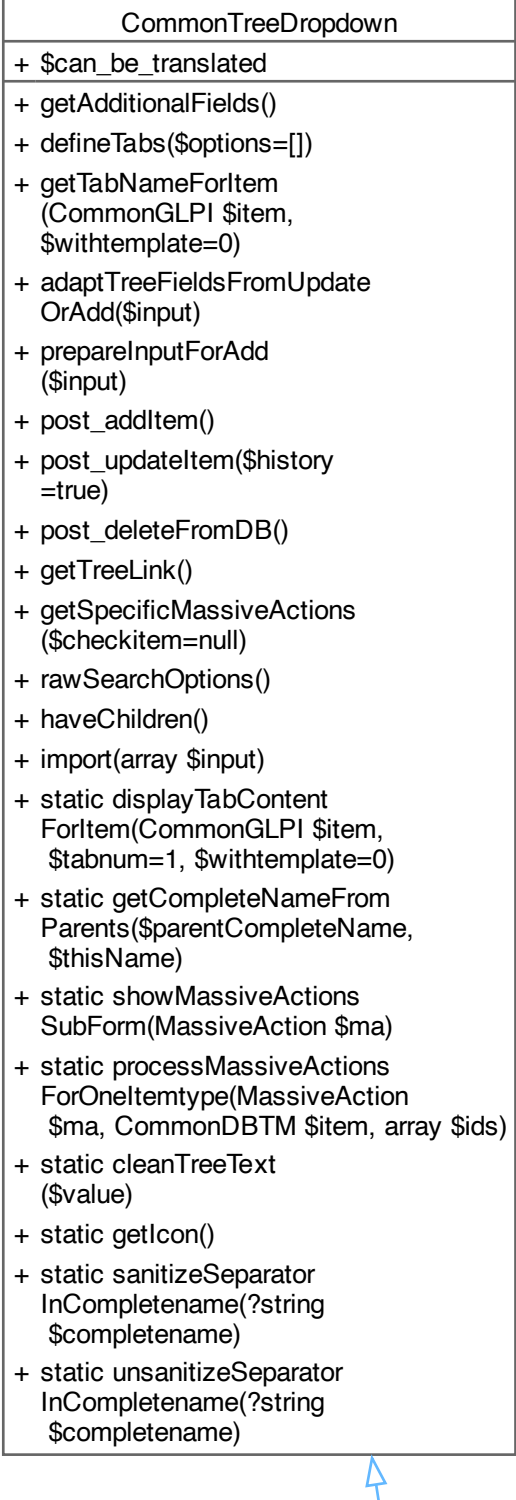 CommonTreeDropdown
+ $can_be_translated
+ getAdditionalFields()
+ defineTabs($options=[])
+ getTabNameForItem
(CommonGLPI $item,
$withtemplate=0)
+ adaptTreeFieldsFromUpdate
OrAdd($input)
+ prepareInputForAdd
($input)
+ post_addItem()
+ post_updateItem($history
=true)
+ post_deleteFromDB()
+ getTreeLink()
+ getSpecificMassiveActions
($checkitem=null)
+ rawSearchOptions()
+ haveChildren()
+ import(array $input)
+ static displayTabContent
ForItem(CommonGLPI $item,
$tabnum=1, $withtemplate=0)
+ static getCompleteNameFrom
Parents($parentCompleteName,
$thisName)
+ static showMassiveActions
SubForm(MassiveAction $ma)
+ static processMassiveActions
ForOneItemtype(MassiveAction
$ma, CommonDBTM $item, array $ids)
+ static cleanTreeText
($value)
+ static getIcon()
+ static sanitizeSeparator
InCompletename(?string
$completename)
+ static unsanitizeSeparator
InCompletename(?string
$completename)